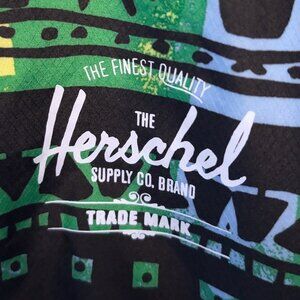 THE FINEST QUALITY
THE
Herschel
SUPPLY CO. BRAND
TRADE MARK